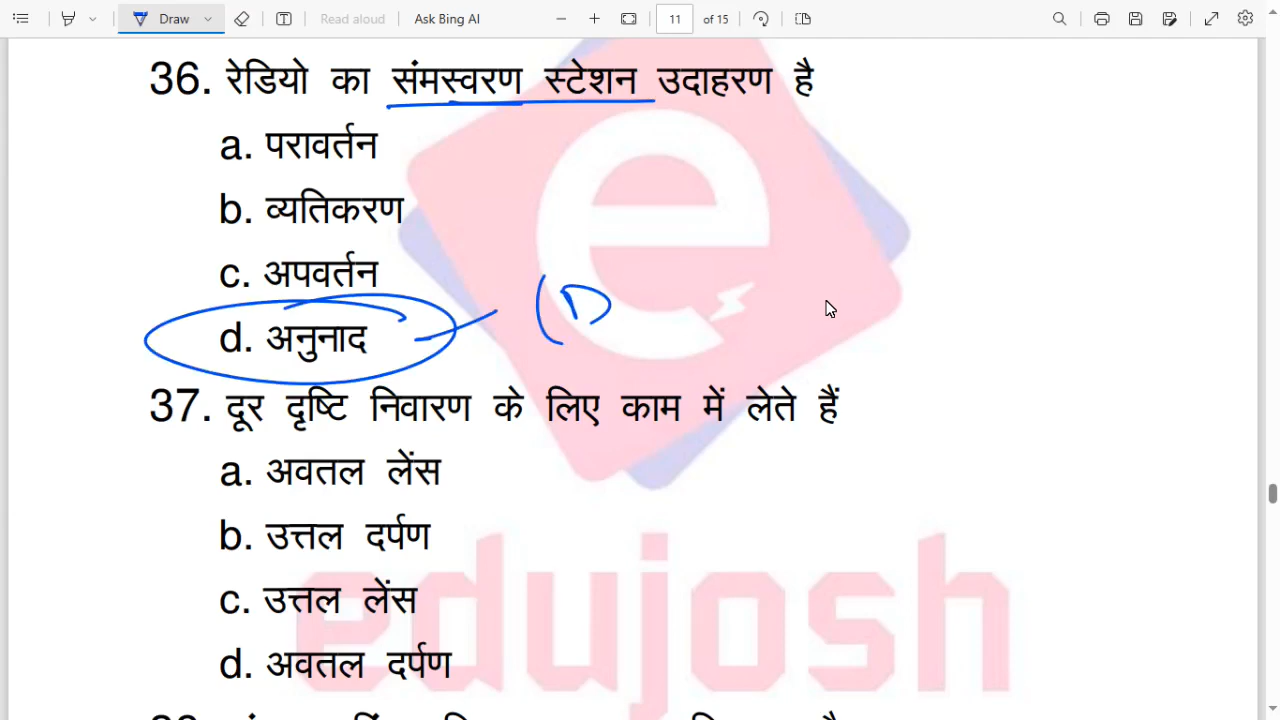 Draw
Read aloud
Ask Bing AI
11
of 15
36. रेडियो का संमस्वरण स्टेशन उदाहरण है
a. परावर्तन
b. व्यतिकरण
c. अपवर्तन
d. अनुनाद
(D
37. दूर दृष्टि निवारण के लिए काम में लेते हैं
a. अवतल लेंस
b. उत्तल दर्पण
c. उत्तल लेंस
d. अवतल दर्पण
e
edujosh